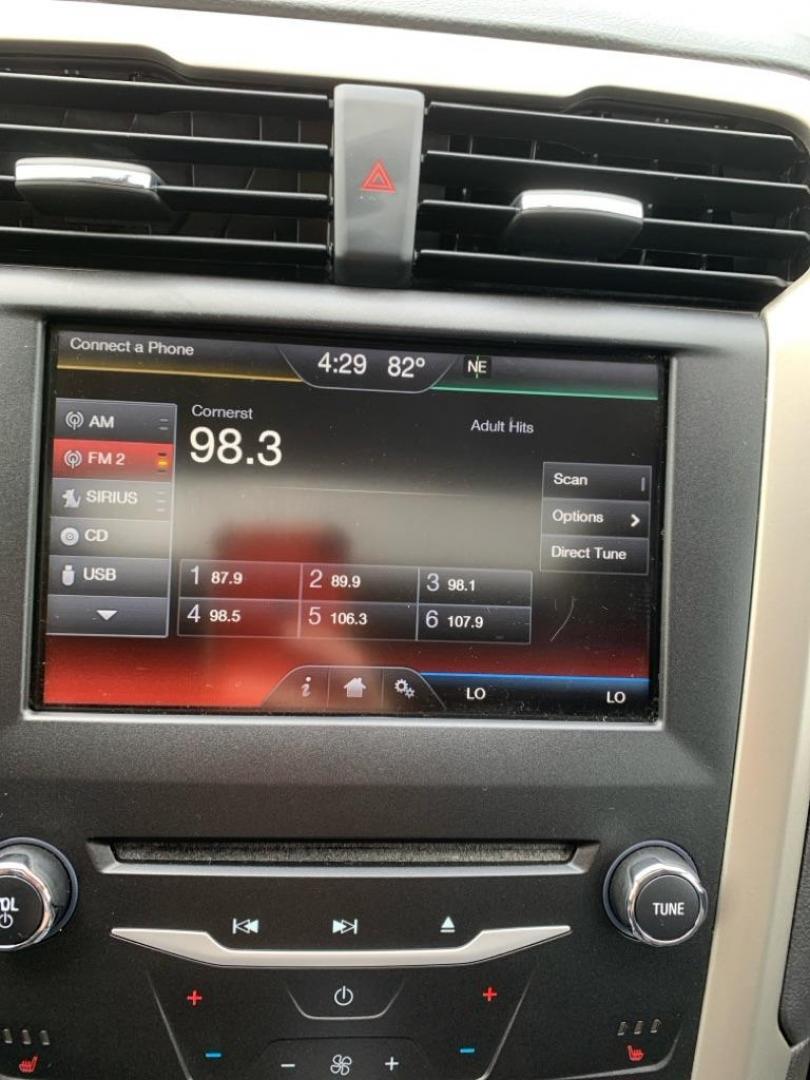 Connect a Phone
4:29 82° NE
Cornerst
98.3
Adult Hits
AM
FM 2
SIRIUS
CD
USB
Scan
Options
Direct Tune
1 87.9 2 89.9 3 98.1
4 98.5 5 106.3 6 107.9
LO LO
VOL
TUNE